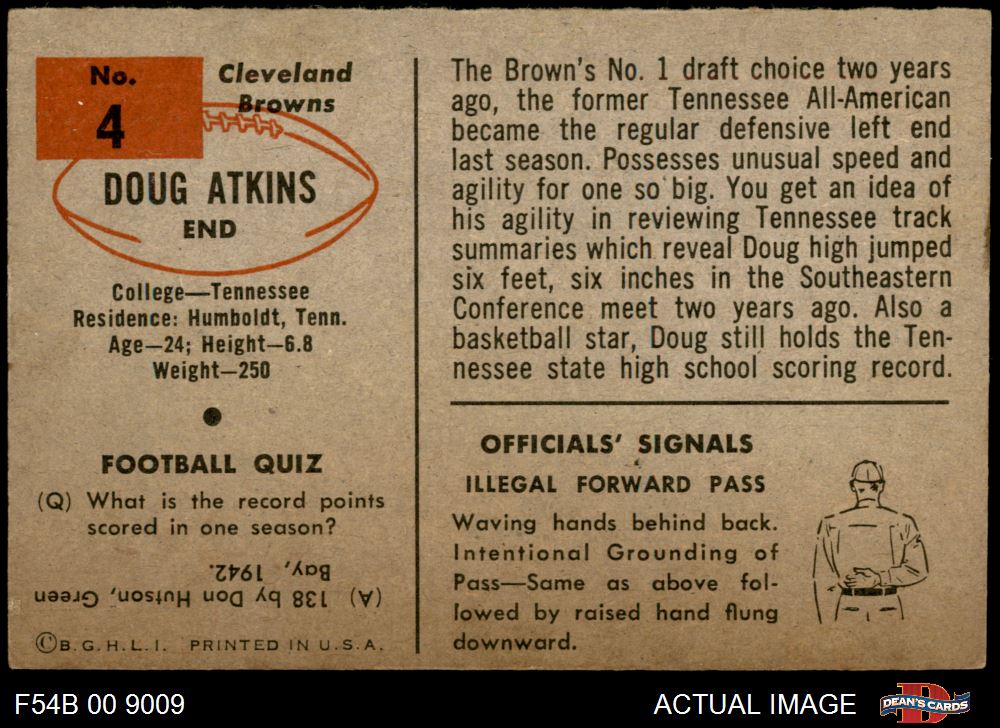 No.
4
Cleveland
Browns
DOUG ATKINS
END
College—Tennessee
Residence: Humboldt, Tenn.
Age—24; Height—6.8
Weight—250
FOOTBALL QUIZ
(Q) What is the record points
scored in one season?
(A) 138 by Don Hutson, Green
Bay, 1942.
©B. G. H. L. I. PRINTED IN U. S. A.
The Brown's No. 1 draft choice two years
ago, the former Tennessee All-American
became the regular defensive left end
last season. Possesses unusual speed and
agility for one so big. You get an idea of
his agility in reviewing Tennessee track
summaries which reveal Doug high jumped
six feet, six inches in the Southeastern
Conference meet two years ago. Also a
basketball star, Doug still holds the Ten-
nessee state high school scoring record.
OFFICIALS' SIGNALS
ILLEGAL FORWARD PASS
Waving hands behind back.
Intentional Grounding of
Pass—Same as above fol-
lowed by raised hand flung
downward.
F54B 00 9009
ACTUAL IMAGE
D
DEAN'S CARDS